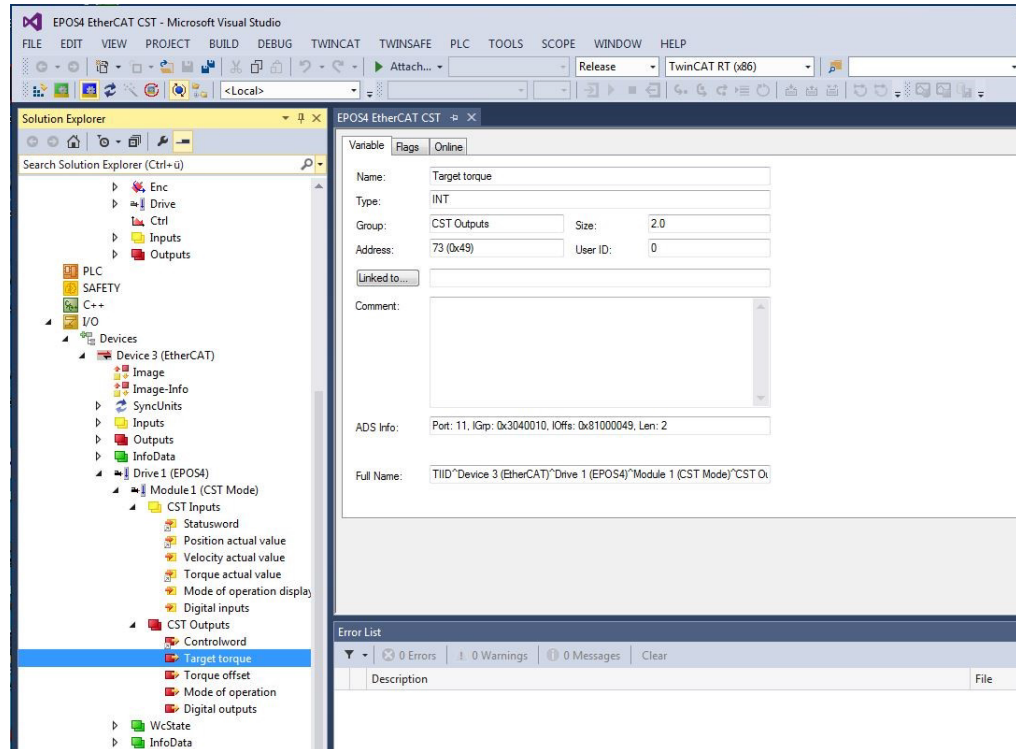 EPOS4 EtherCAT CST - Microsoft Visual Studio
FILE EDIT VIEW PROJECT BUILD DEBUG TWINCAT TWINSAFE PLC TOOLS SCOPE WINDOW HELP
Attach... Release TwinCAT RT (x86)
<Local>
Solution Explorer
Search Solution Explorer (Ctrl+ü)
Enc
Drive
Ctrl
Inputs
Outputs
PLC
SAFETY
C++
I/O
Devices
Device 3 (EtherCAT)
Image
Image-Info
SyncUnits
Inputs
Outputs
InfoData
Drive 1 (EPOS4)
Module 1 (CST Mode)
CST Inputs
Statusword
Position actual value
Velocity actual value
Torque actual value
Mode of operation display
Digital inputs
CST Outputs
Controlword
Target torque
Torque offset
Mode of operation
Digital outputs
WcState
InfoData
EPOS4 EtherCAT CST
Variable Flags Online
Name: Target torque
Type: INT
Group: CST Outputs Size: 2.0
Address: 73 (0x49) User ID: 0
Linked to...
Comment:
ADS Info: Port: 11, IGrp: 0x3040010, IOffs: 0x81000049, Len: 2
Full Name: TIID^Device 3 (EtherCAT)^Drive 1 (EPOS4)^Module 1 (CST Mode)^CST Ou
Error List
0 Errors 0 Warnings 0 Messages Clear
Description File